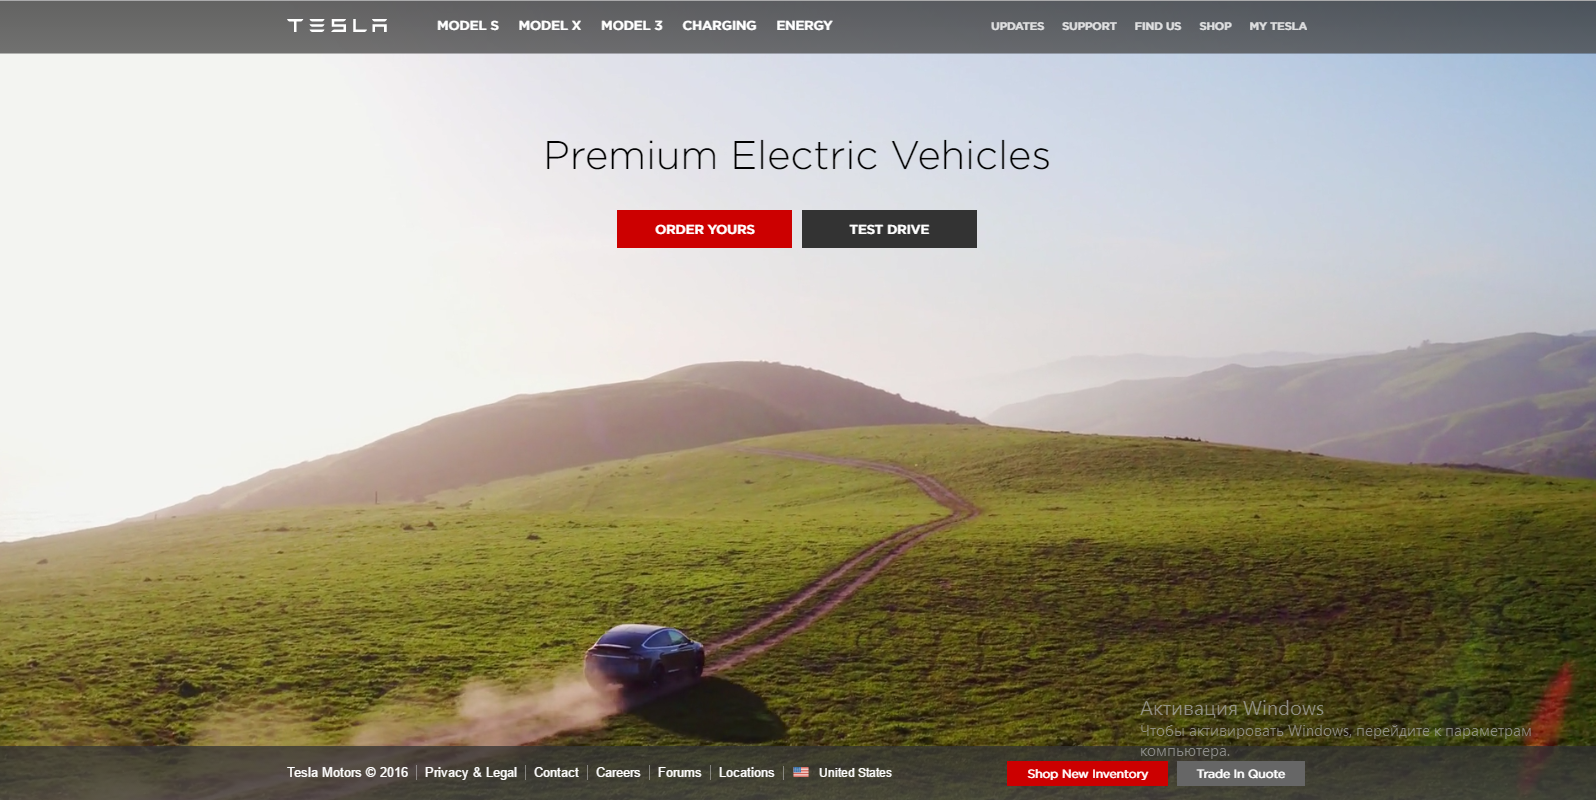 TESLA MODEL S MODEL X MODEL 3 CHARGING ENERGY UPDATES SUPPORT FIND US SHOP MY TESLA
Premium Electric Vehicles
ORDER YOURS TEST DRIVE
Активация Windows
Чтобы активировать Windows, перейдите к параметрам
компьютера.
Tesla Motors © 2016 Privacy & Legal Contact Careers Forums Locations United States Shop New Inventory Trade In Quote